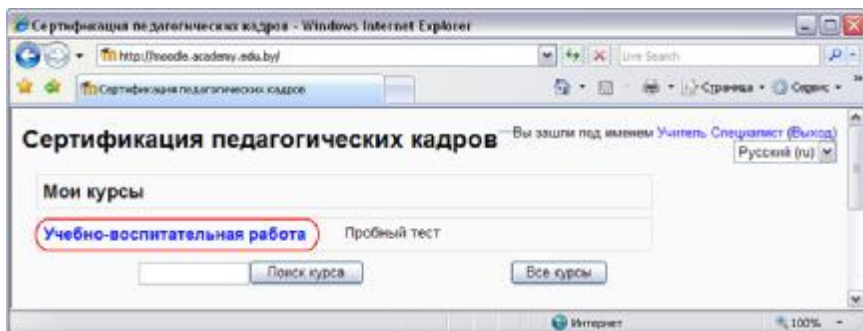 Сертификация педагогических кадров - Windows Internet Explorer
http://moodle.academy.edu.by/
Live Search
Сертификация педагогических кадров
Страница
Сервис
Сертификация педагогических кадров
Вы зашли под именем Учитель Специалист (Выход)
Русский (ru)
Мои курсы
Учебно-воспитательная работа
Пробный тест
Поиск курса
Все курсы
Интернет
100%